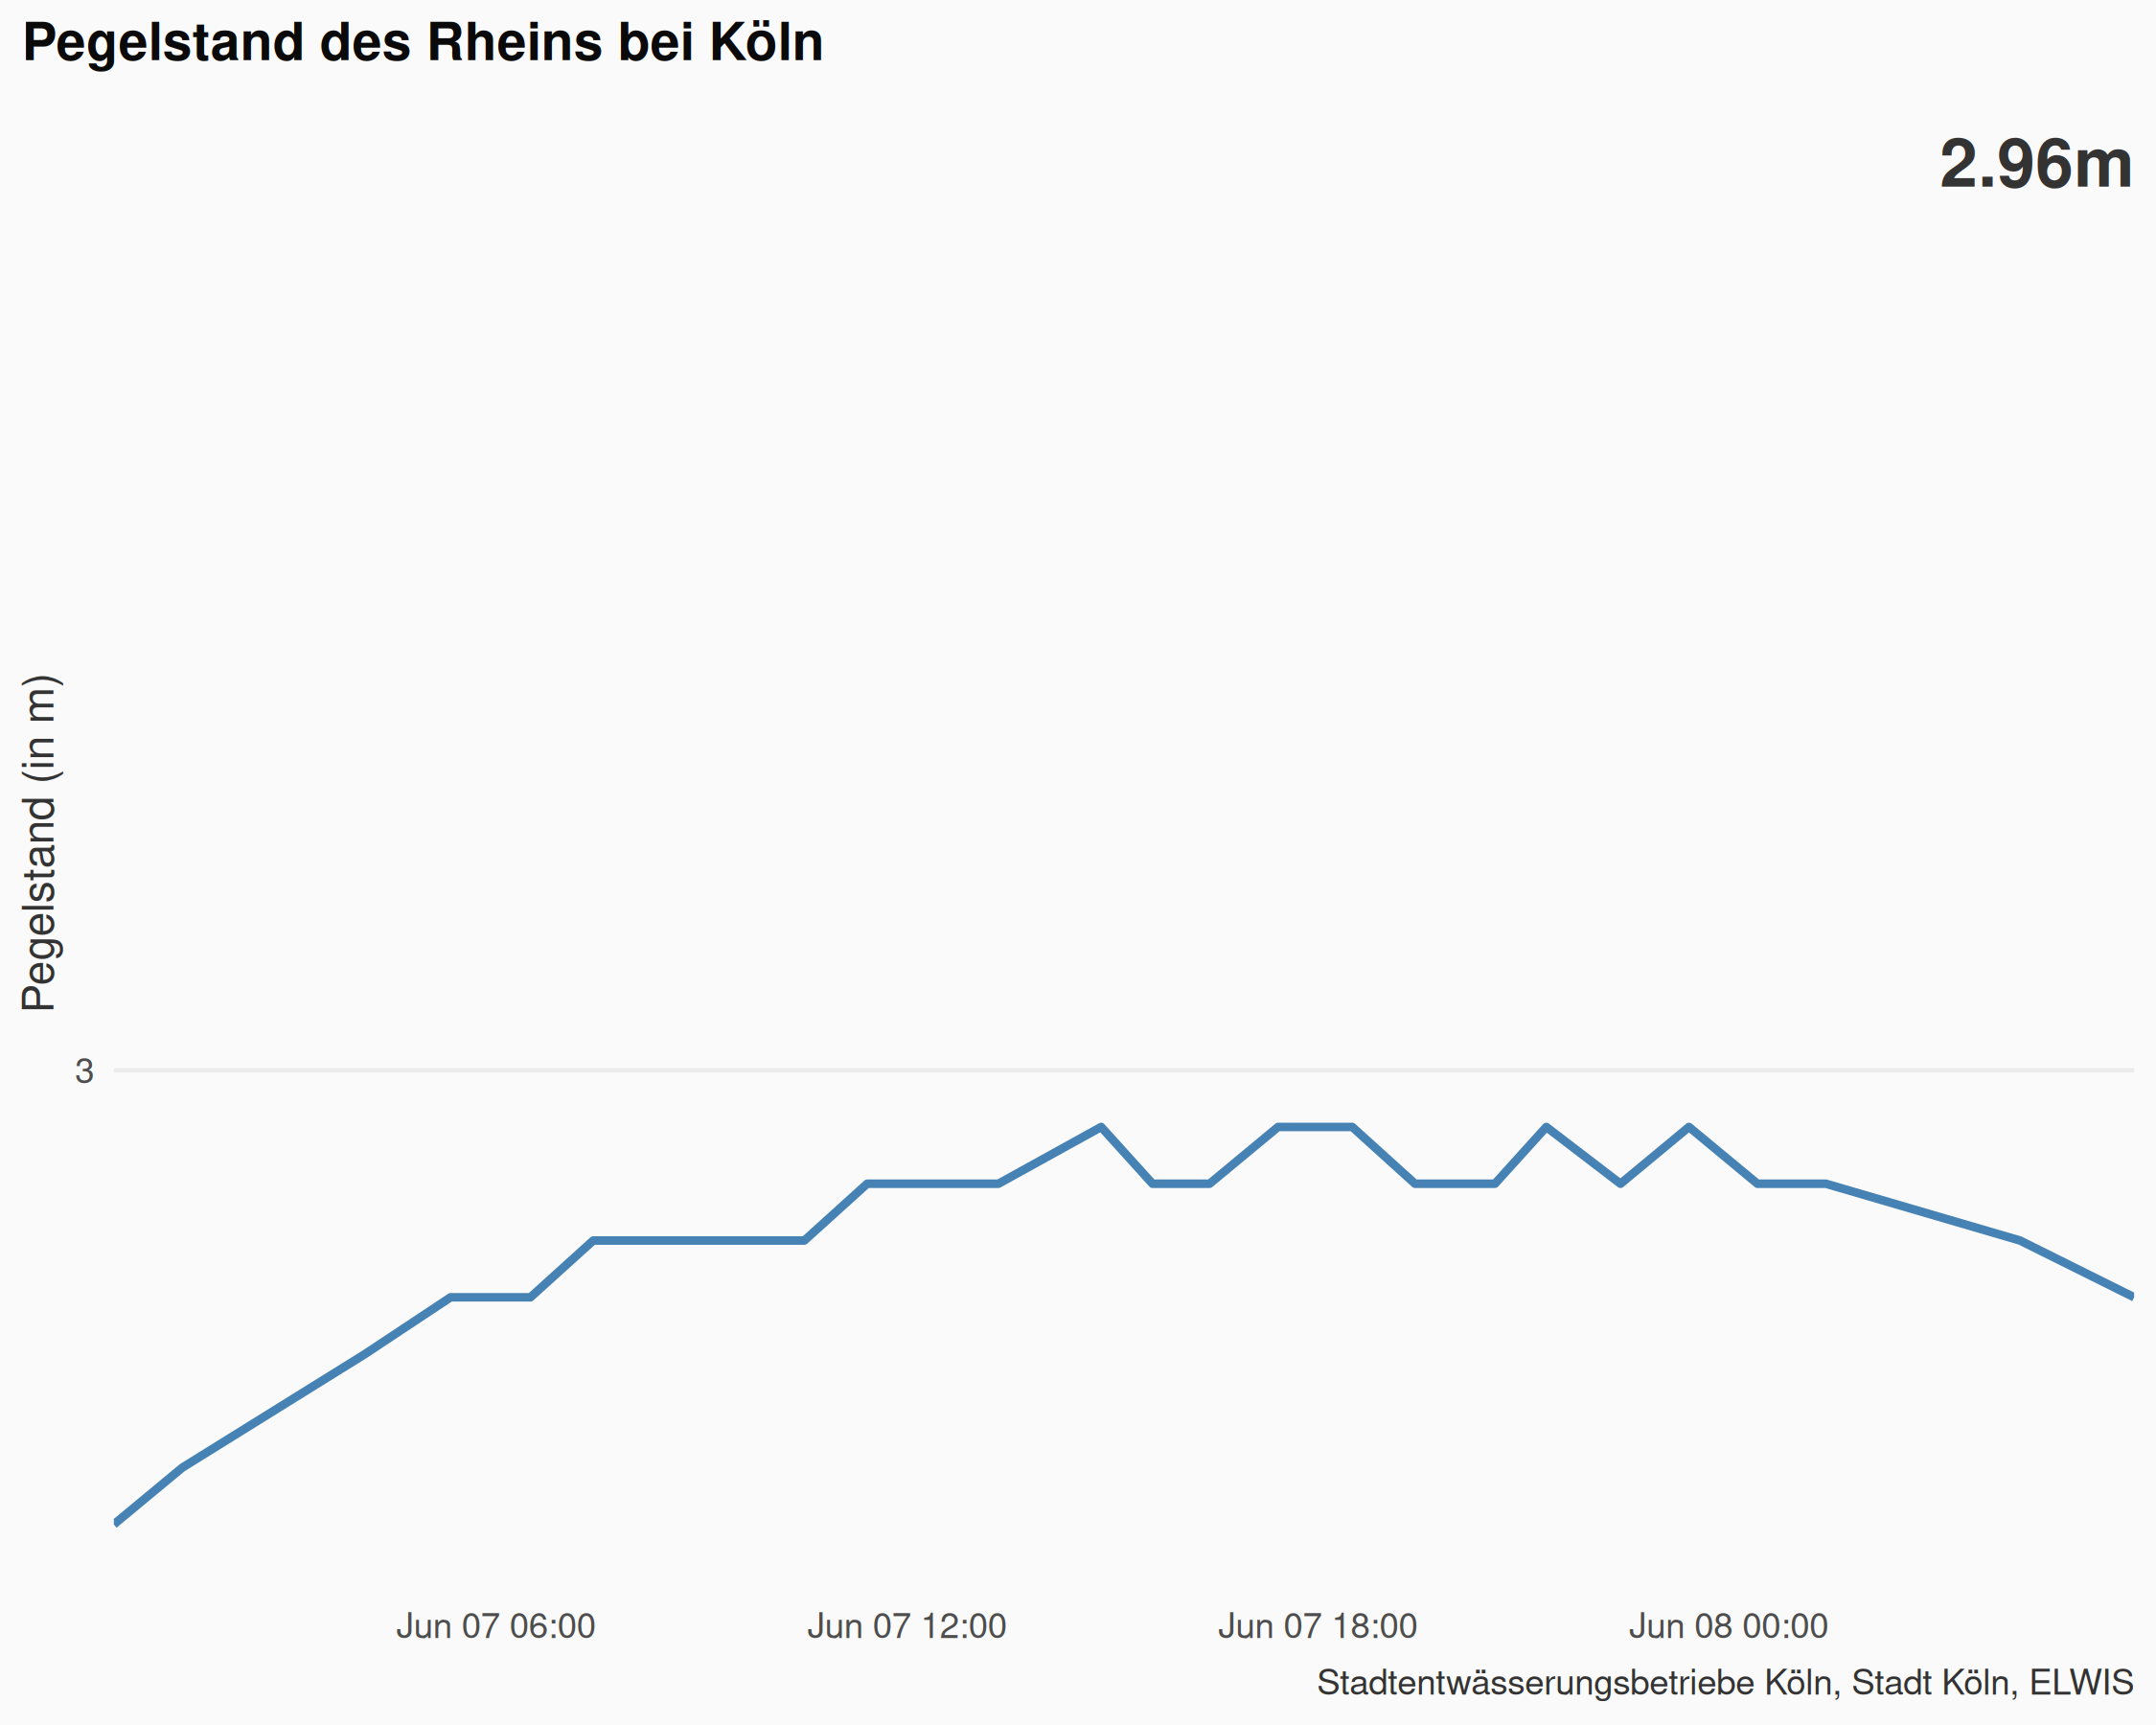 Pegelstand des Rheins bei Köln
2.96m
Pegelstand (in m)
3
Jun 07 06:00
Jun 07 12:00
Jun 07 18:00
Jun 08 00:00
Stadtentwässerungsbetriebe Köln, Stadt Köln, ELWIS